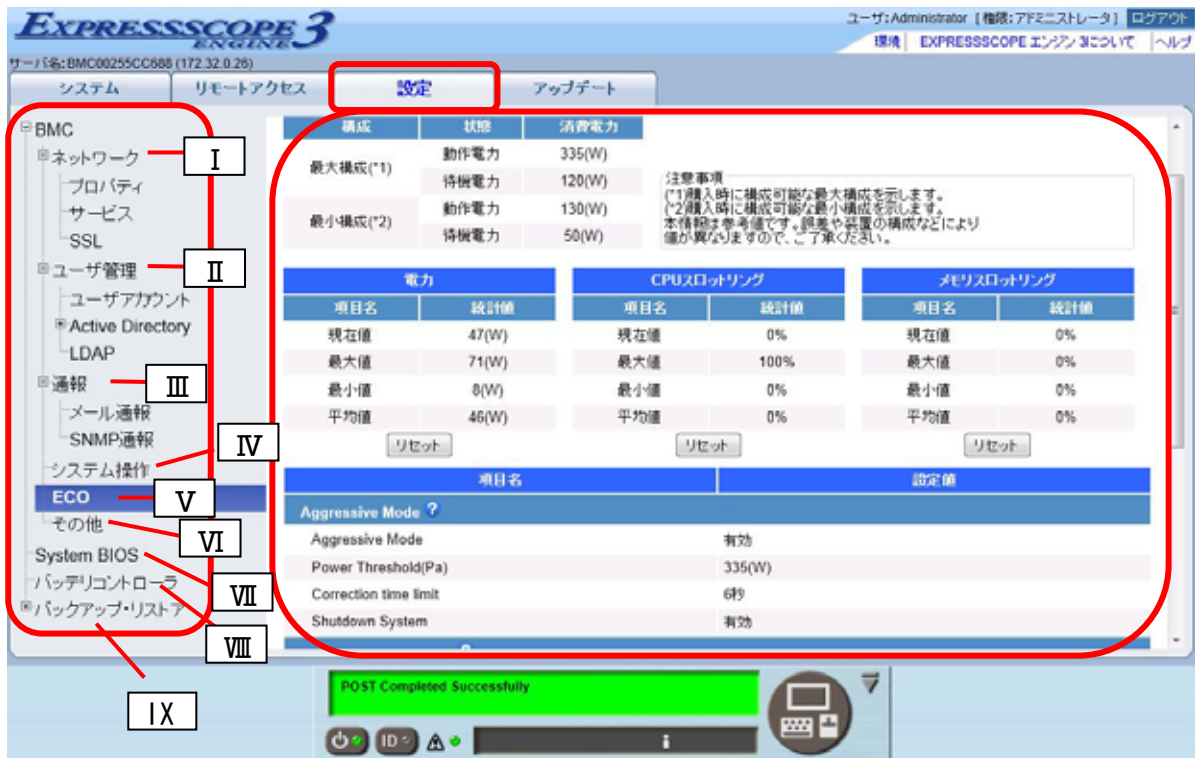 EXPRESSSCOPE
ENGINE 3
ユーザ:Administrator [権限:アドミニストレータ] ログアウト
環境 EXPRESSSCOPE エンジン 3について ヘルプ
サーバ名:BMC00255CC688 (172.32.0.26)
システム リモートアクセス 設定 アップデート
BMC
ネットワーク Ⅰ
プロパティ
サービス
SSL
ユーザ管理 Ⅱ
ユーザアカウント
Active Directory
LDAP
通報 Ⅲ
メール通報
SNMP通報
システム操作 Ⅳ
ECO Ⅴ
その他 Ⅵ
System BIOS Ⅶ
バッテリコントローラ Ⅷ
バックアップ・リストア ⅠX
構成 状態 消費電力
最大構成(*1) 動作電力 335(W)
待機電力 120(W)
最小構成(*2) 動作電力 130(W)
待機電力 50(W)
注意事項
(*1)購入時に構成可能な最大構成を示します。
(*2)購入時に構成可能な最小構成を示します。
本情報は参考値です。誤差や装置の構成などにより
値が異なりますので、ご了承ください。
電力 CPUスロットリング メモリスロットリング
項目名 統計値 項目名 統計値 項目名 統計値
現在値 47(W) 現在値 0% 現在値 0%
最大値 71(W) 最大値 100% 最大値 0%
最小値 8(W) 最小値 0% 最小値 0%
平均値 46(W) 平均値 0% 平均値 0%
リセット リセット リセット
項目名 設定値
Aggressive Mode ?
Aggressive Mode 有効
Power Threshold(Pa) 335(W)
Correction time limit 6秒
Shutdown System 有効
POST Completed Successfully
ID